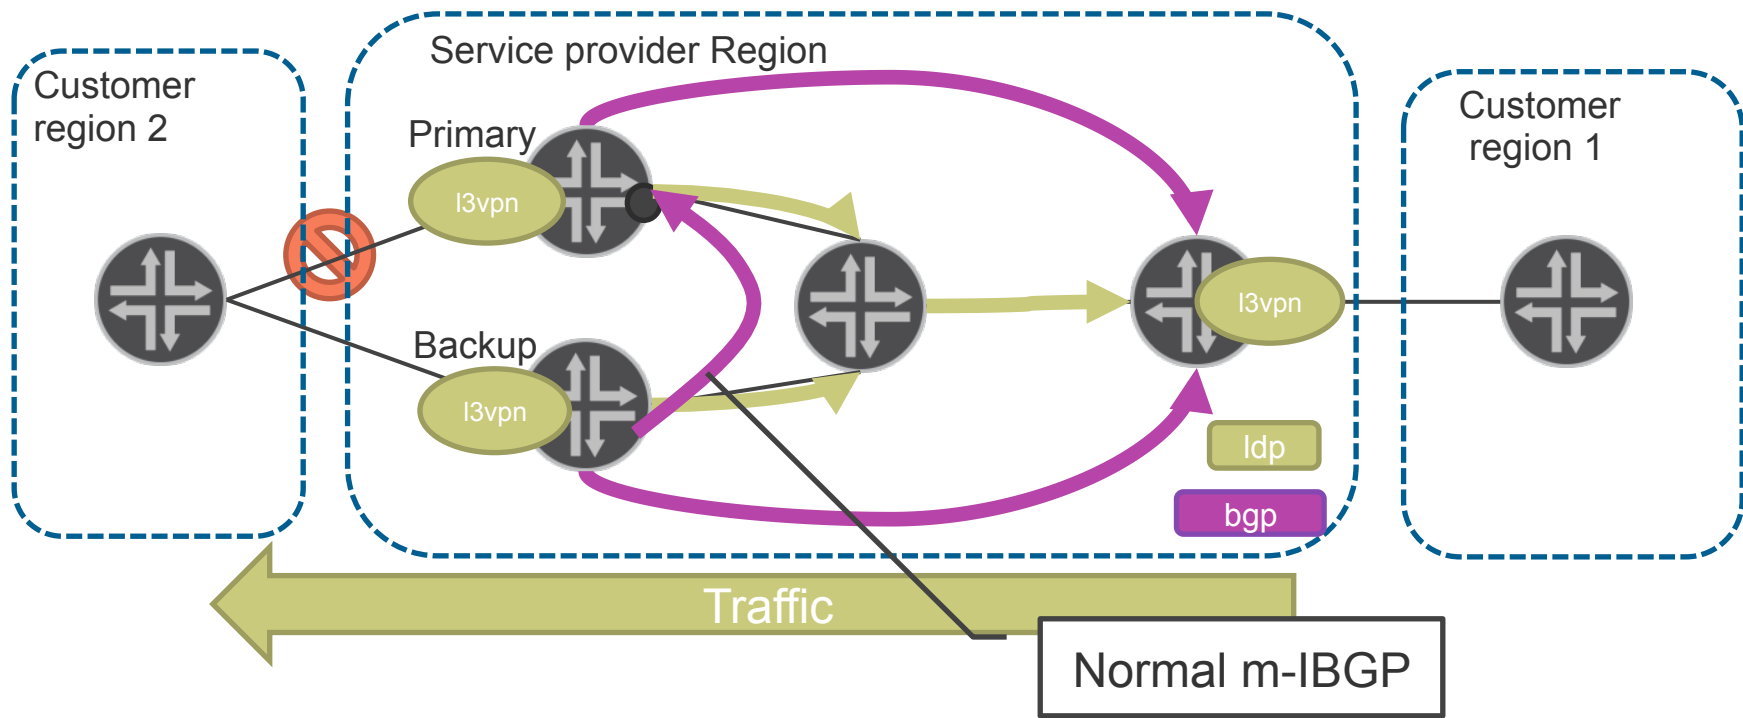 Service provider Region
Customer
region 2
Customer
region 1
Primary
l3vpn
l3vpn
Backup
l3vpn
ldp
bgp
Traffic
Normal m-IBGP